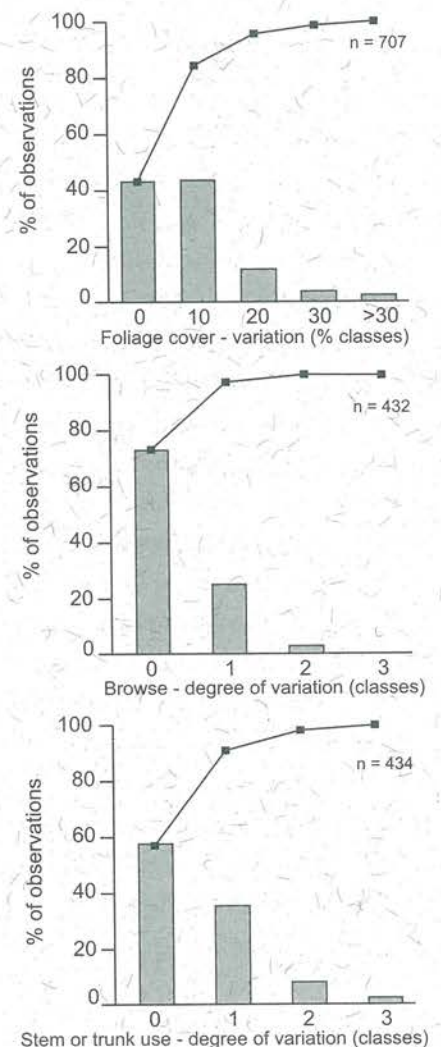 100
80
60
40
20
0
% of observations
n = 707
0 10 20 30 >30
Foliage cover - variation (% classes)
100
80
60
40
20
0
% of observations
n = 432
0 1 2 3
Browse - degree of variation (classes)
100
80
60
40
20
0
% of observations
n = 434
0 1 2 3
Stem or trunk use - degree of variation (classes)